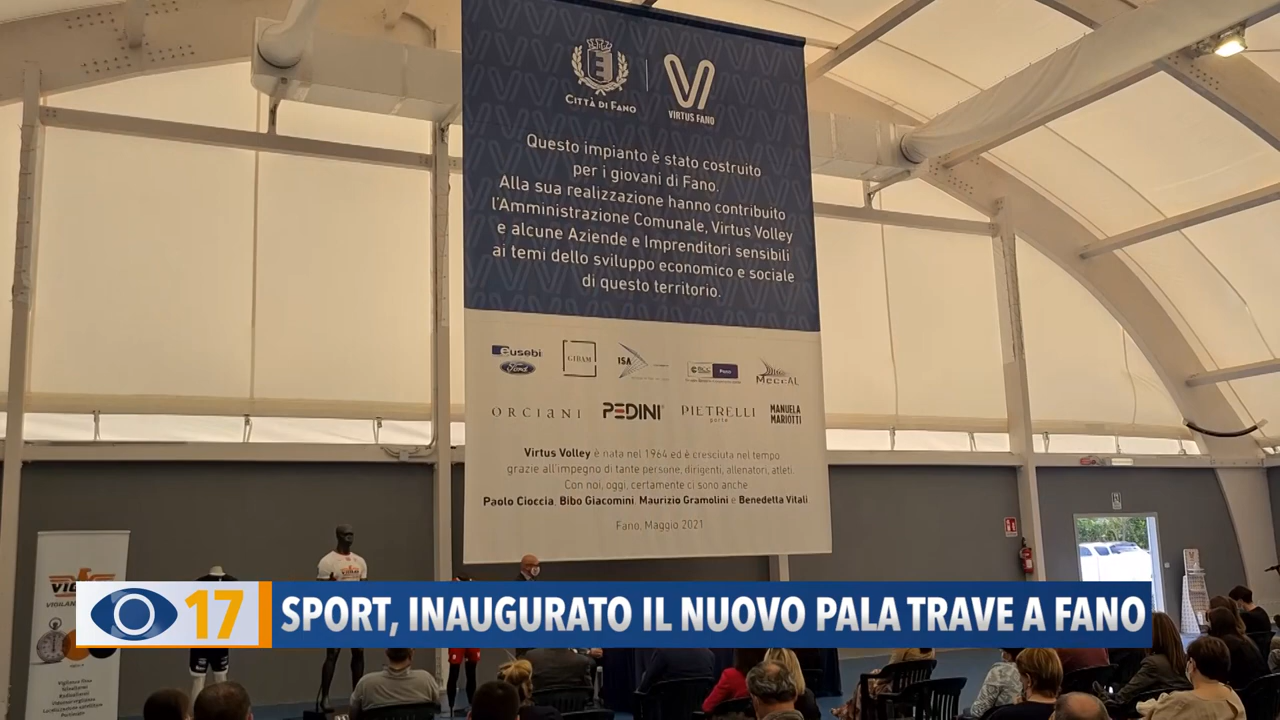 CITTÀ DI FANO
VIRTUS FANO
Questo impianto è stato costruito
per i giovani di Fano.
Alla sua realizzazione hanno contribuito
l'Amministrazione Comunale, Virtus Volley
e alcune Aziende e Imprenditori sensibili
ai temi dello sviluppo economico e sociale
di questo territorio.
eusebi GIBAM ISA BCC Fano MeccAL
Ford
ORCIANI PEDINI PIETRELLI MANUELA
porte MARIOTTI
Virtus Volley è nata nel 1964 ed è cresciuta nel tempo
grazie all'impegno di tante persone, dirigenti, allenatori, atleti.
Con noi, oggi, certamente ci sono anche
Paolo Cioccia, Bibo Giacomini, Maurizio Gramolini e Benedetta Vitali
Fano, Maggio 2021
17 SPORT, INAUGURATO IL NUOVO PALA TRAVE A FANO